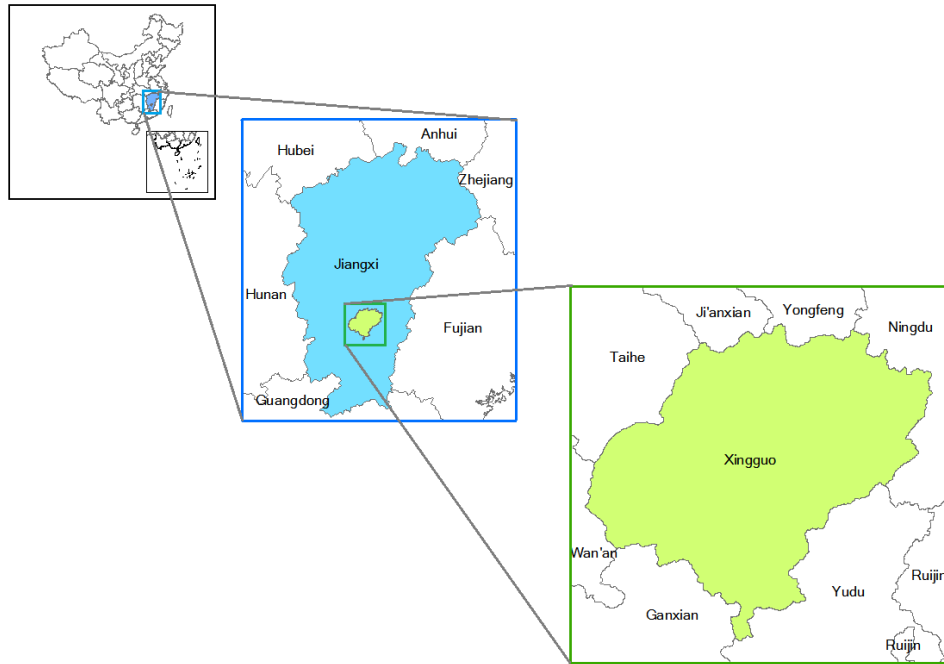 Anhui
Hubei
Zhejiang
Jiangxi
Hunan
Fujian
Guangdong
Ji'anxian
Yongfeng
Ningdu
Taihe
Xingguo
Wan'an
Ruijin
Yudu
Ganxian
Ruijin